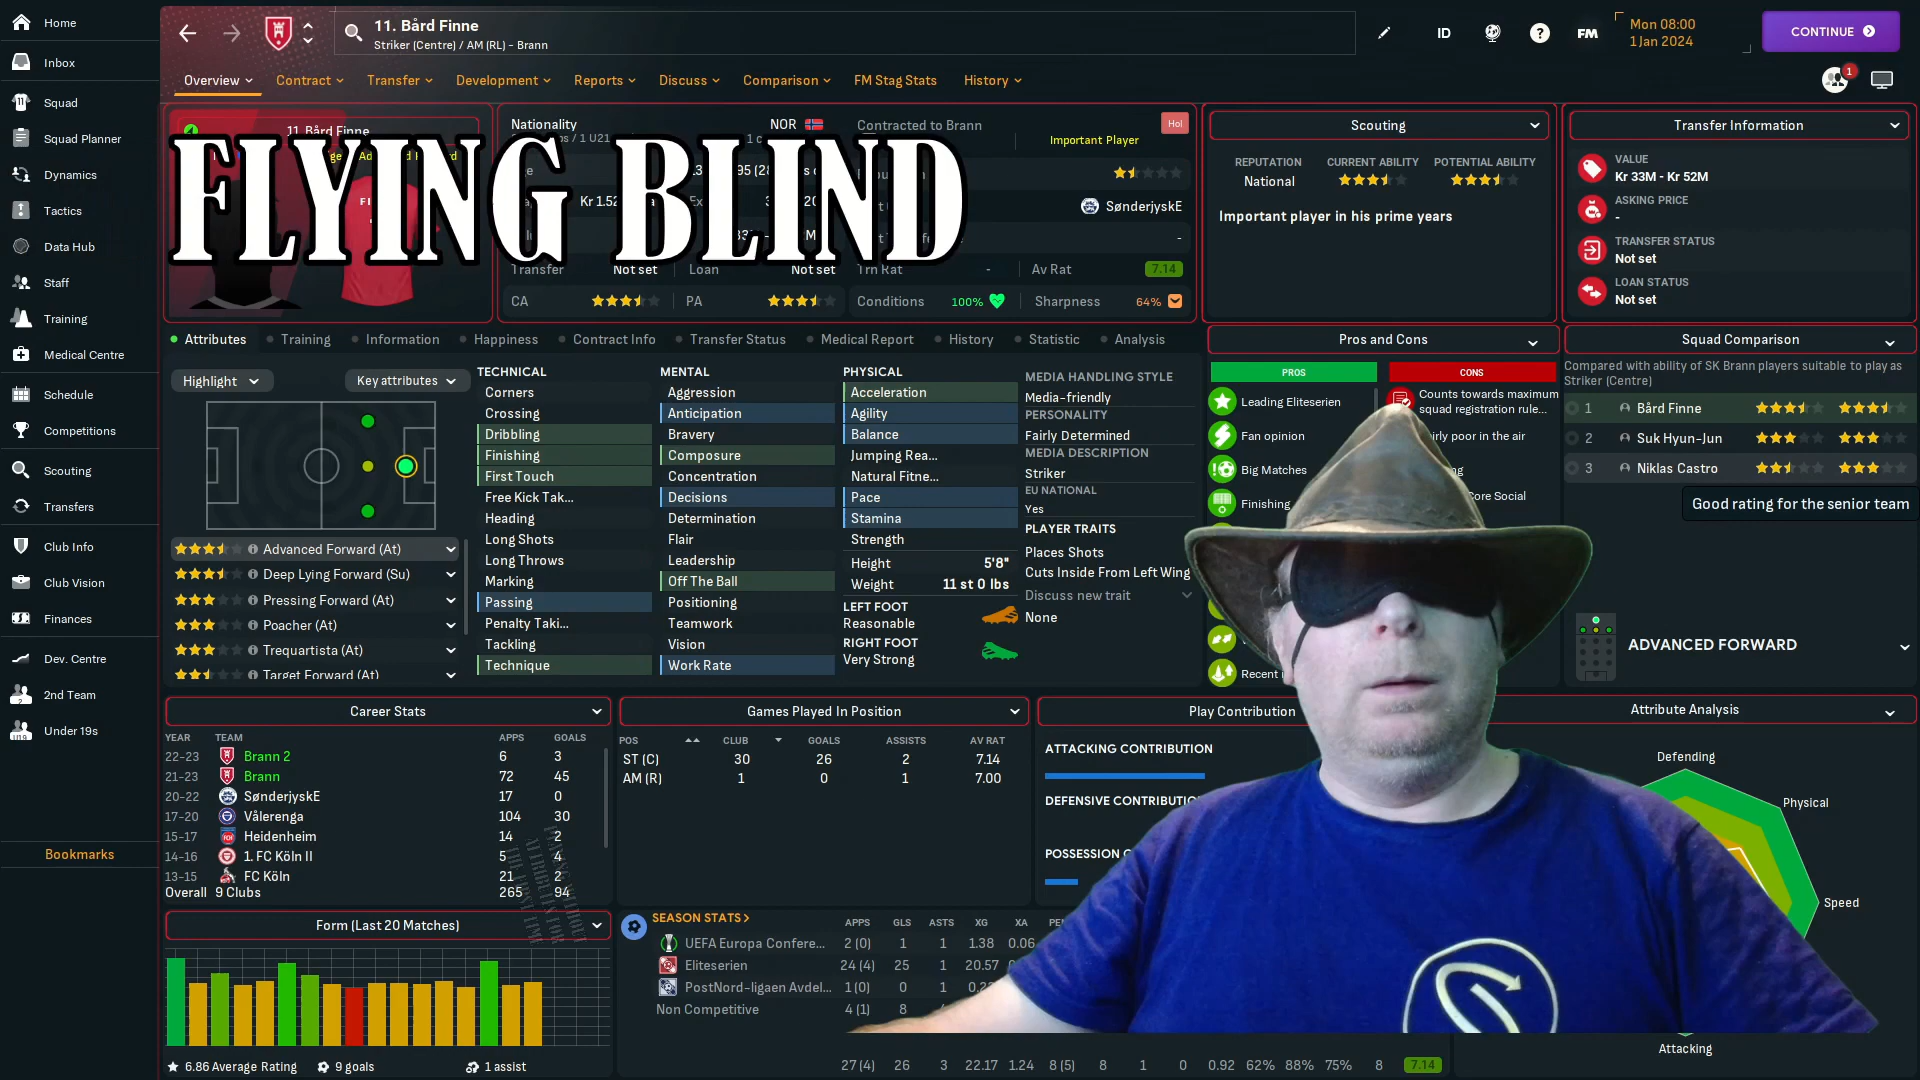 Home
Inbox
Squad
Squad Planner
Dynamics
Tactics
Data Hub
Staff
Training
Medical Centre
Schedule
Competitions
Scouting
Transfers
Club Info
Club Vision
Finances
Dev. Centre
2nd Team
Under 19s
Bookmarks
11. Bård Finne
Striker (Centre) / AM (RL) - Brann
ID
FM
Mon 08:00
1 Jan 2024
CONTINUE
Overview Contract Transfer Development Reports Discuss Comparison FM Stag Stats History
1
11. Bård Finne
FLYING BLIND
Nationality NOR Contracted to Brann Hol
Important Player
Kr 1.52
SønderjyskE
Transfer Not set Loan Not set Trn Rat - Av Rat 7.14
CA PA Conditions 100% Sharpness 64%
Scouting
REPUTATION CURRENT ABILITY POTENTIAL ABILITY
National
Important player in his prime years
Transfer Information
VALUE
Kr 33M - Kr 52M
ASKING PRICE
-
TRANSFER STATUS
Not set
LOAN STATUS
Not set
Attributes Training Information Happiness Contract Info Transfer Status Medical Report History Statistic Analysis
Highlight Key attributes
Advanced Forward (At)
Deep Lying Forward (Su)
Pressing Forward (At)
Poacher (At)
Trequartista (At)
Target Forward (At)
TECHNICAL
Corners
Crossing
Dribbling
Finishing
First Touch
Free Kick Tak...
Heading
Long Shots
Long Throws
Marking
Passing
Penalty Taki...
Tackling
Technique
MENTAL
Aggression
Anticipation
Bravery
Composure
Concentration
Decisions
Determination
Flair
Leadership
Off The Ball
Positioning
Teamwork
Vision
Work Rate
PHYSICAL
Acceleration
Agility
Balance
Jumping Rea...
Natural Fitne...
Pace
Stamina
Strength
Height 5'8"
Weight 11 st 0 lbs
LEFT FOOT
Reasonable
RIGHT FOOT
Very Strong
MEDIA HANDLING STYLE
Media-friendly
PERSONALITY
Fairly Determined
MEDIA DESCRIPTION
Striker
EU NATIONAL
Yes
PLAYER TRAITS
Places Shots
Cuts Inside From Left Wing
Discuss new trait
None
Pros and Cons
PROS CONS
Leading Eliteserien
Fan opinion
Big Matches
Finishing
Recent
Counts towards maximum
squad registration rule...
poor in the air
Core Social
Squad Comparison
Compared with ability of SK Brann players suitable to play as
Striker (Centre)
1 Bård Finne
2 Suk Hyun-Jun
3 Niklas Castro
Good rating for the senior team
ADVANCED FORWARD
Career Stats
YEAR TEAM APPS GOALS
22-23 Brann 2 6 3
21-23 Brann 72 45
20-22 SønderjyskE 17 0
17-20 Vålerenga 104 30
15-17 Heidenheim 14 2
14-16 1. FC Köln II 5 4
13-15 FC Köln 21 2
Overall 9 Clubs 265 94
Games Played In Position
POS CLUB GOALS ASSISTS AV RAT
ST (C) 30 26 2 7.14
AM (R) 1 0 1 7.00
Play Contribution
ATTACKING CONTRIBUTION
DEFENSIVE CONTRIBUTIO
POSSESSION
Attribute Analysis
Defending
Physical
Speed
Attacking
Form (Last 20 Matches)
6.86 Average Rating 9 goals 1 assist
SEASON STATS> APPS GLS ASTS XG XA
UEFA Europa Confere... 2 (0) 1 1 1.38 0.06
Eliteserien 24 (4) 25 1 20.57
PostNord-ligaen Avdel... 1 (0) 0 1
Non Competitive 4 (1) 8
27 (4) 26 3 22.17 1.24 8 (5) 8 1 0 0.92 62% 88% 75% 8 7.14